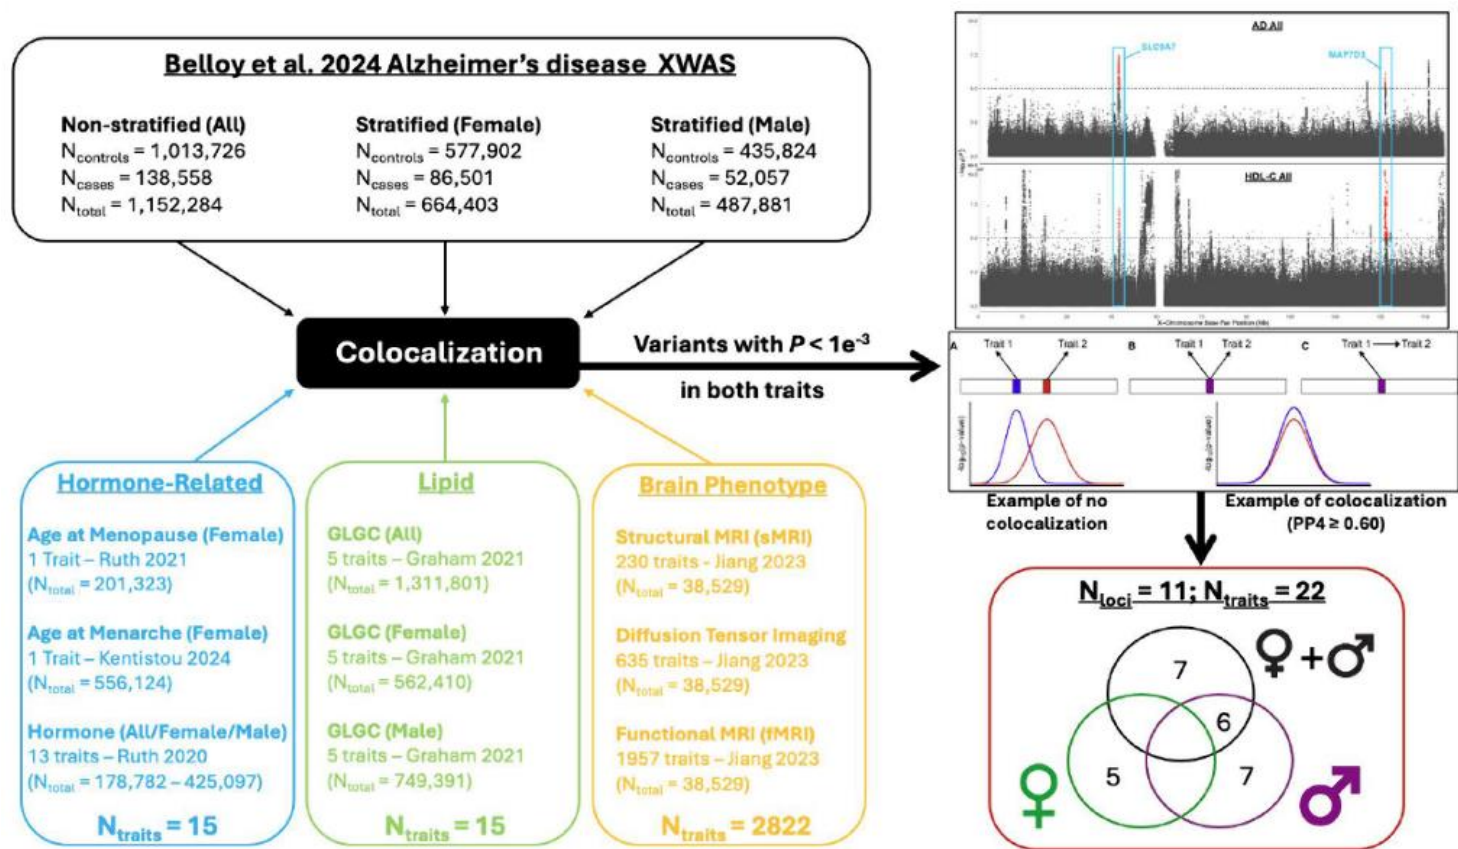 Belloy et al. 2024 Alzheimer's disease XWAS
Non-stratified (All)
N_controls = 1,013,726
N_cases = 138,558
N_total = 1,152,284
Stratified (Female)
N_controls = 577,902
N_cases = 86,501
N_total = 664,403
Stratified (Male)
N_controls = 435,824
N_cases = 52,057
N_total = 487,881
Colocalization
Variants with P < 1e⁻³
in both traits
Hormone-Related
Age at Menopause (Female)
1 Trait – Ruth 2021
(N_total = 201,323)
Age at Menarche (Female)
1 Trait – Kentistou 2024
(N_total = 556,124)
Hormone (All/Female/Male)
13 traits – Ruth 2020
(N_total = 178,782 – 425,097)
N_traits = 15
Lipid
GLGC (All)
5 traits – Graham 2021
(N_total = 1,311,801)
GLGC (Female)
5 traits – Graham 2021
(N_total = 562,410)
GLGC (Male)
5 traits – Graham 2021
(N_total = 749,391)
N_traits = 15
Brain Phenotype
Structural MRI (sMRI)
230 traits - Jiang 2023
(N_total = 38,529)
Diffusion Tensor Imaging
635 traits – Jiang 2023
(N_total = 38,529)
Functional MRI (fMRI)
1957 traits – Jiang 2023
(N_total = 38,529)
N_traits = 2822
AD All
SLC9A7
MAP7D3
HDL-C All
X-Chromosome Base Pair Position (Mb)
A
Trait 1
Trait 2
B
Trait 1
Trait 2
C
Trait 1
Trait 2
-log₁₀(p-value)
-log₁₀(p-value)
Example of no
colocalization
Example of colocalization
(PP4 ≥ 0.60)
N_loci = 11; N_traits = 22
7
♀+♂
6
5
7
♀
♂